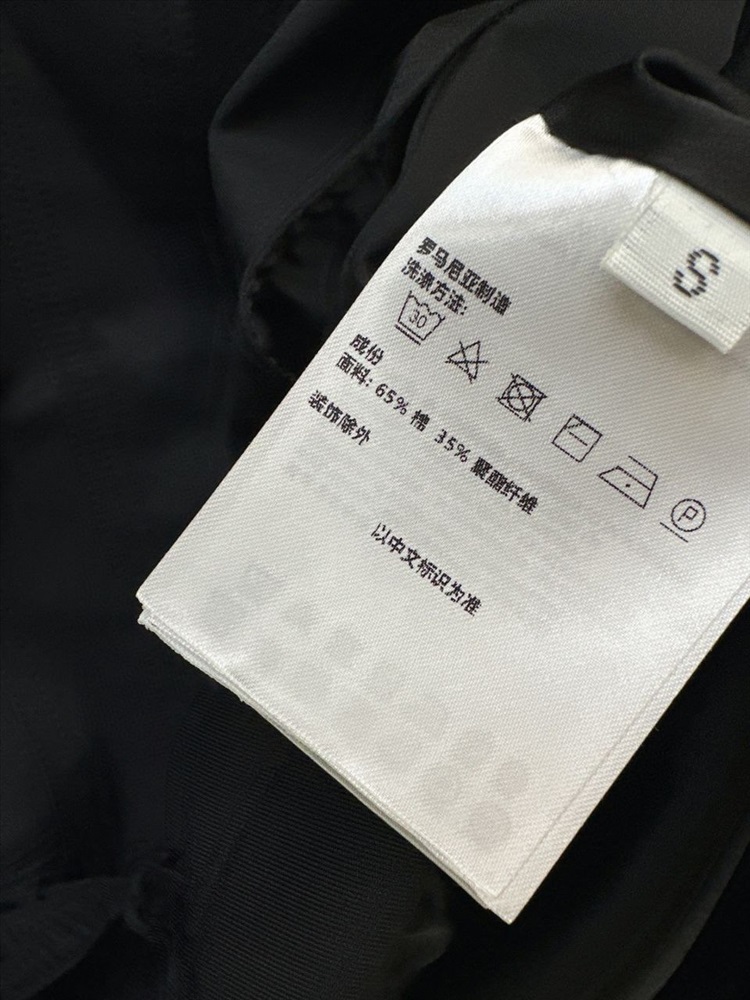 S
罗马尼亚制造
洗涤方法:
30
P
成份
面料: 65% 棉 35% 聚酯纤维
装饰除外
以中文标识为准